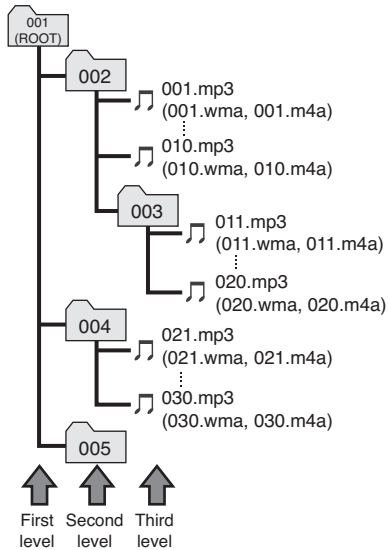 001
(ROOT)
002
001.mp3
(001.wma, 001.m4a)
010.mp3
(010.wma, 010.m4a)
003
011.mp3
(011.wma, 011.m4a)
020.mp3
(020.wma, 020.m4a)
004
021.mp3
(021.wma, 021.m4a)
030.mp3
(030.wma, 030.m4a)
005
First level
Second level
Third level